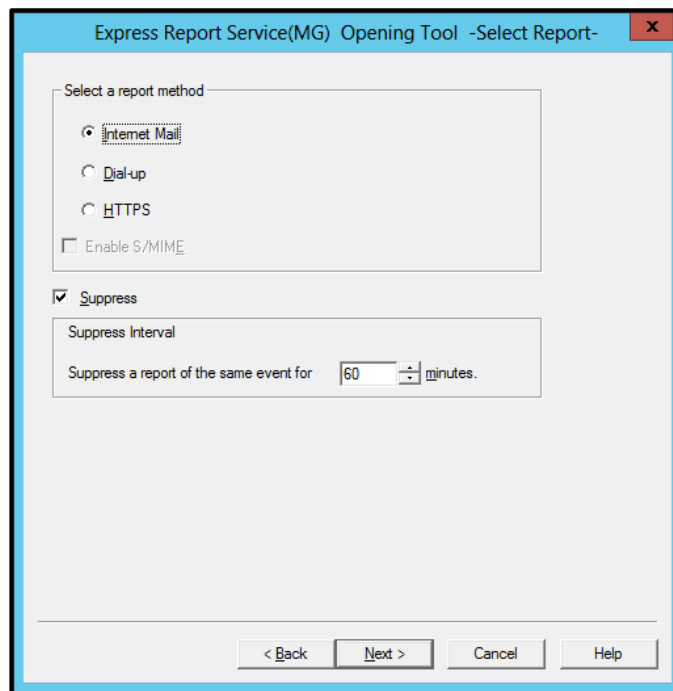 Express Report Service(MG) Opening Tool -Select Report-
x
Select a report method
Internet Mail
Dial-up
HTTPS
Enable S/MIME
Suppress
Suppress Interval
Suppress a report of the same event for 60 minutes.
< Back Next > Cancel Help